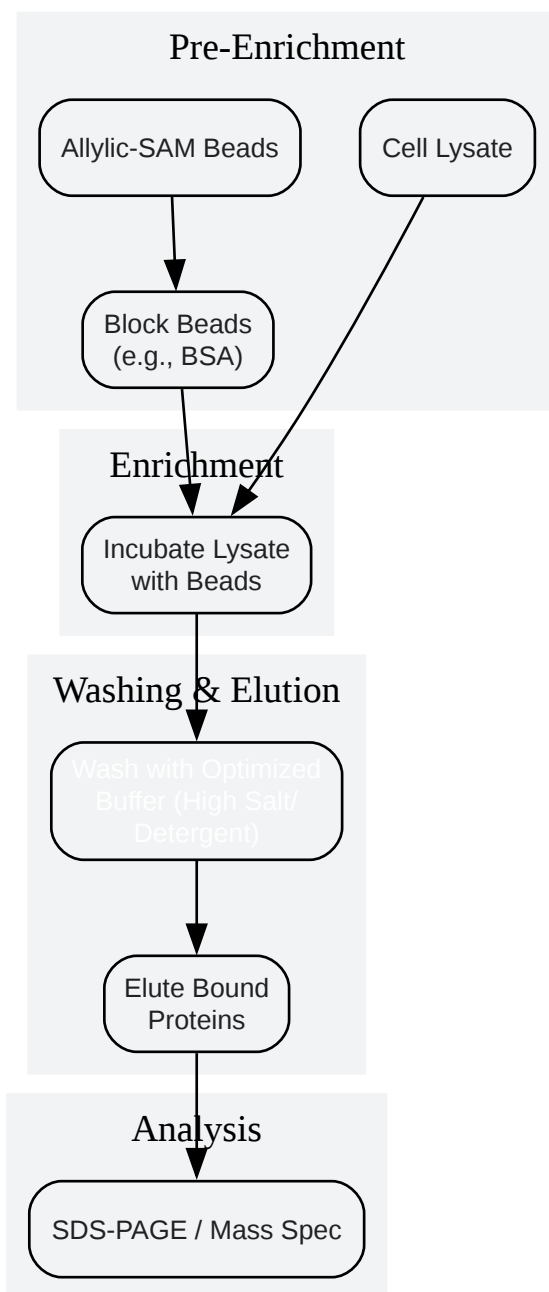 Pre-Enrichment
Allylic-SAM Beads
Cell Lysate
Block Beads
(e.g., BSA)
Enrichment
Incubate Lysate
with Beads
Washing & Elution
Wash with Optimized
Buffer (High Salt/
Detergent)
Elute Bound
Proteins
Analysis
SDS-PAGE / Mass Spec